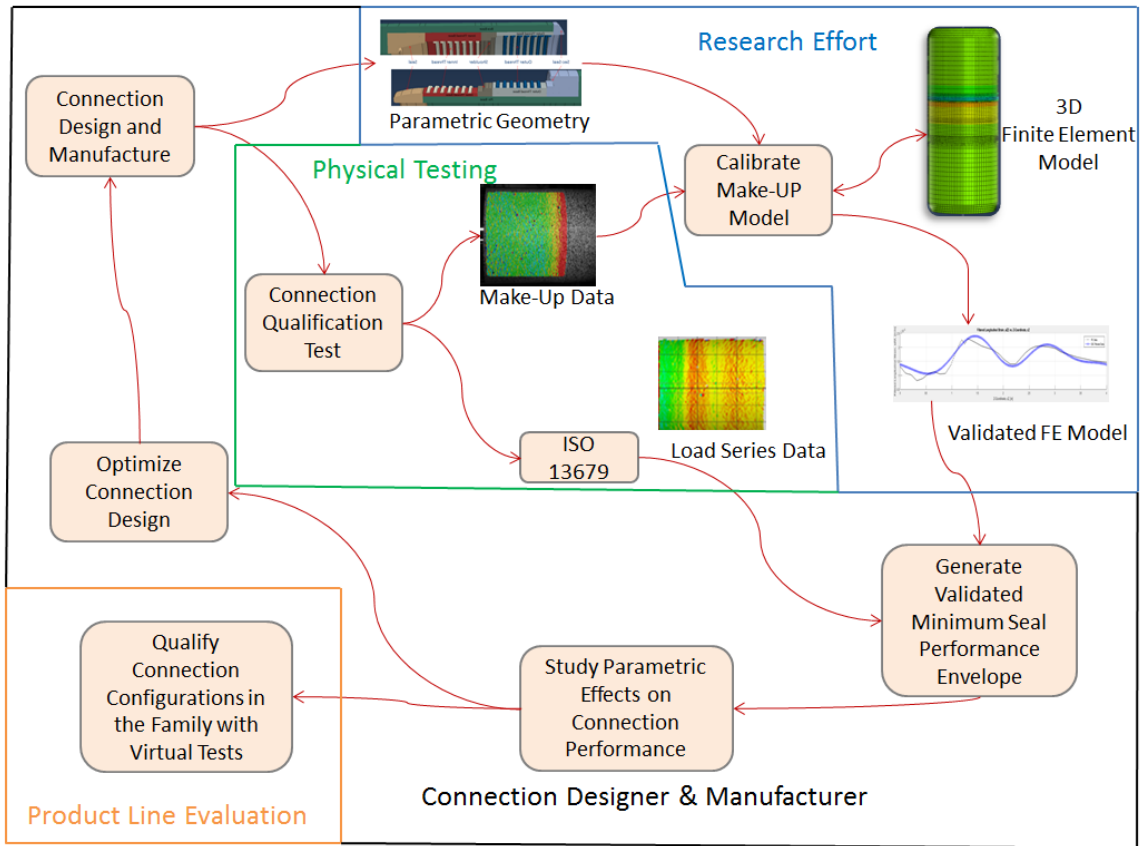 Research Effort
Connection
Design and
Manufacture
Parametric Geometry
3D
Finite Element
Model
Physical Testing
Calibrate
Make-UP
Model
Connection
Qualification
Test
Make-Up Data
Load Series Data
ISO
13679
Validated FE Model
Optimize
Connection
Design
Generate
Validated
Minimum Seal
Performance
Envelope
Qualify
Connection
Configurations in
the Family with
Virtual Tests
Study Parametric
Effects on
Connection
Performance
Connection Designer & Manufacturer
Product Line Evaluation